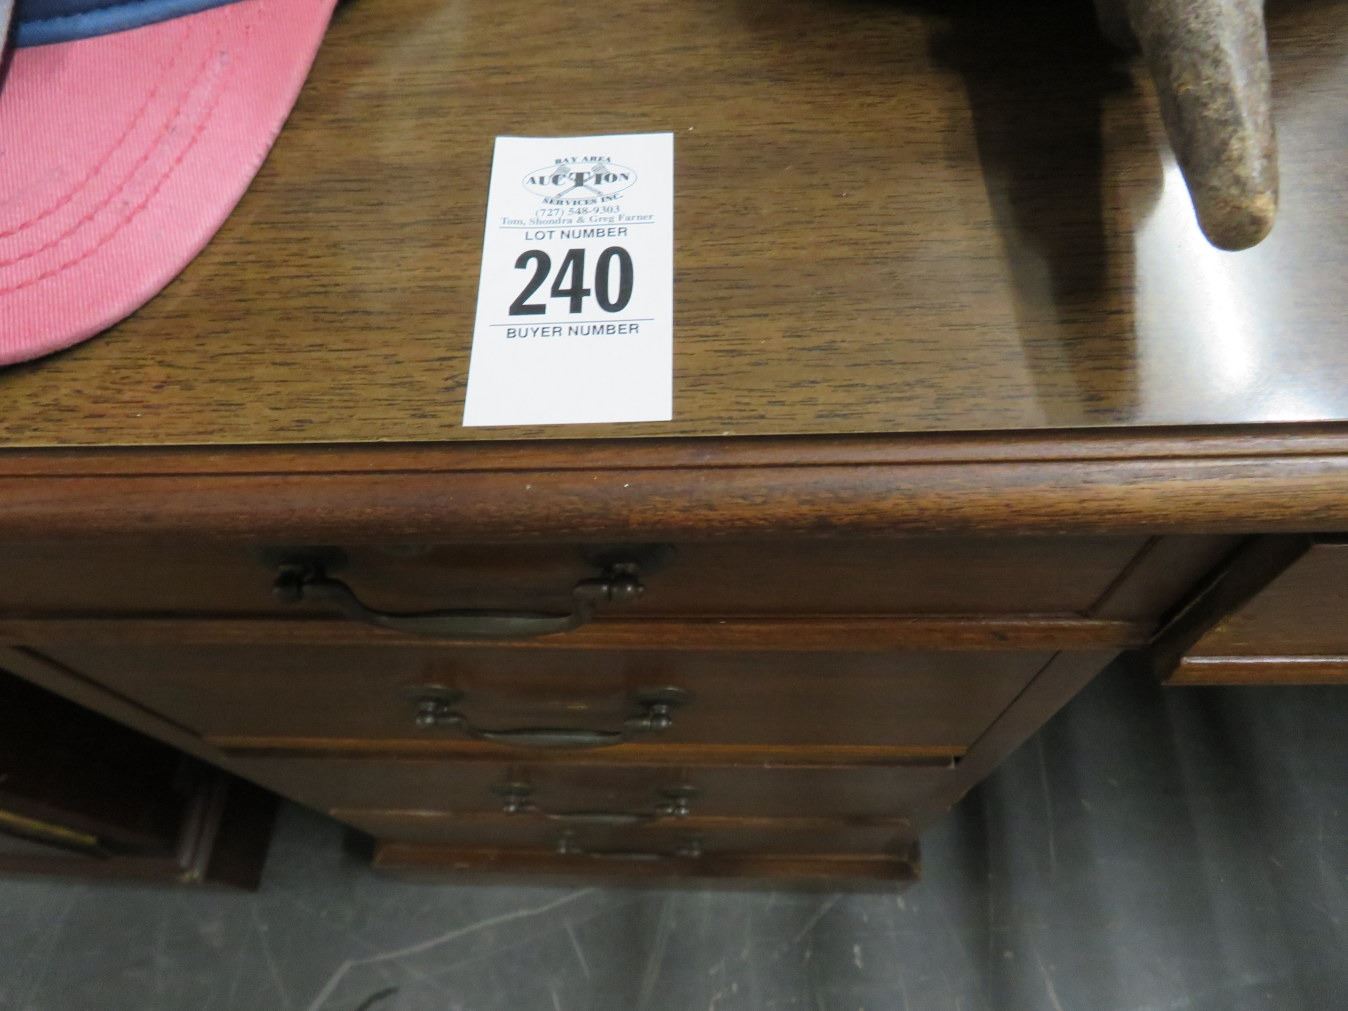 BAY AREA
AUCTION
SERVICES INC.
(727) 548-9303
Tom, Shondra & Greg Farner
LOT NUMBER
240
BUYER NUMBER